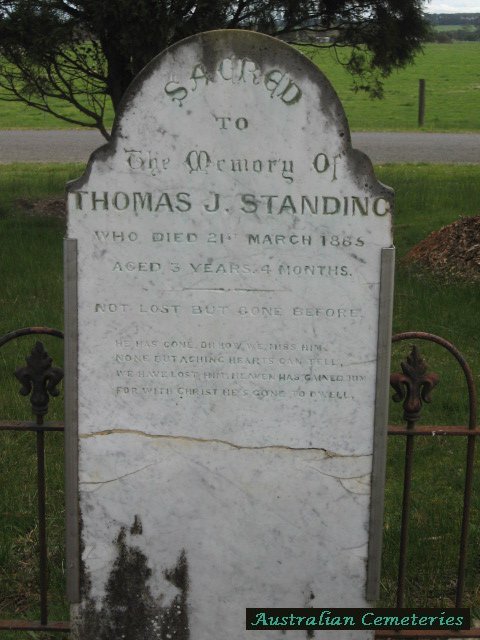 SACRED
TO
The Memory Of
THOMAS J. STANDING
WHO DIED 21ST MARCH 1885
AGED 3 YEARS. 4 MONTHS.
NOT LOST BUT GONE BEFORE.
HE HAS GONE, OH HOW WE, MISS HIM,
NONE BUT ACHING HEARTS CAN TELL,
WE HAVE LOST HIM, HEAVEN HAS GAINED HIM
FOR WITH CHRIST HE'S GONE TO DWELL.
Australian Cemeteries